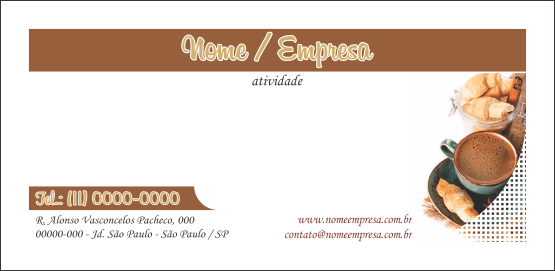 Nome / Empresa
atividade
Tel.: (11) 0000-0000
R. Alonso Vasconcelos Pacheco, 000
00000-000 - Jd. São Paulo - São Paulo / SP
www.nomeempresa.com.br
contato@nomeempresa.com.br